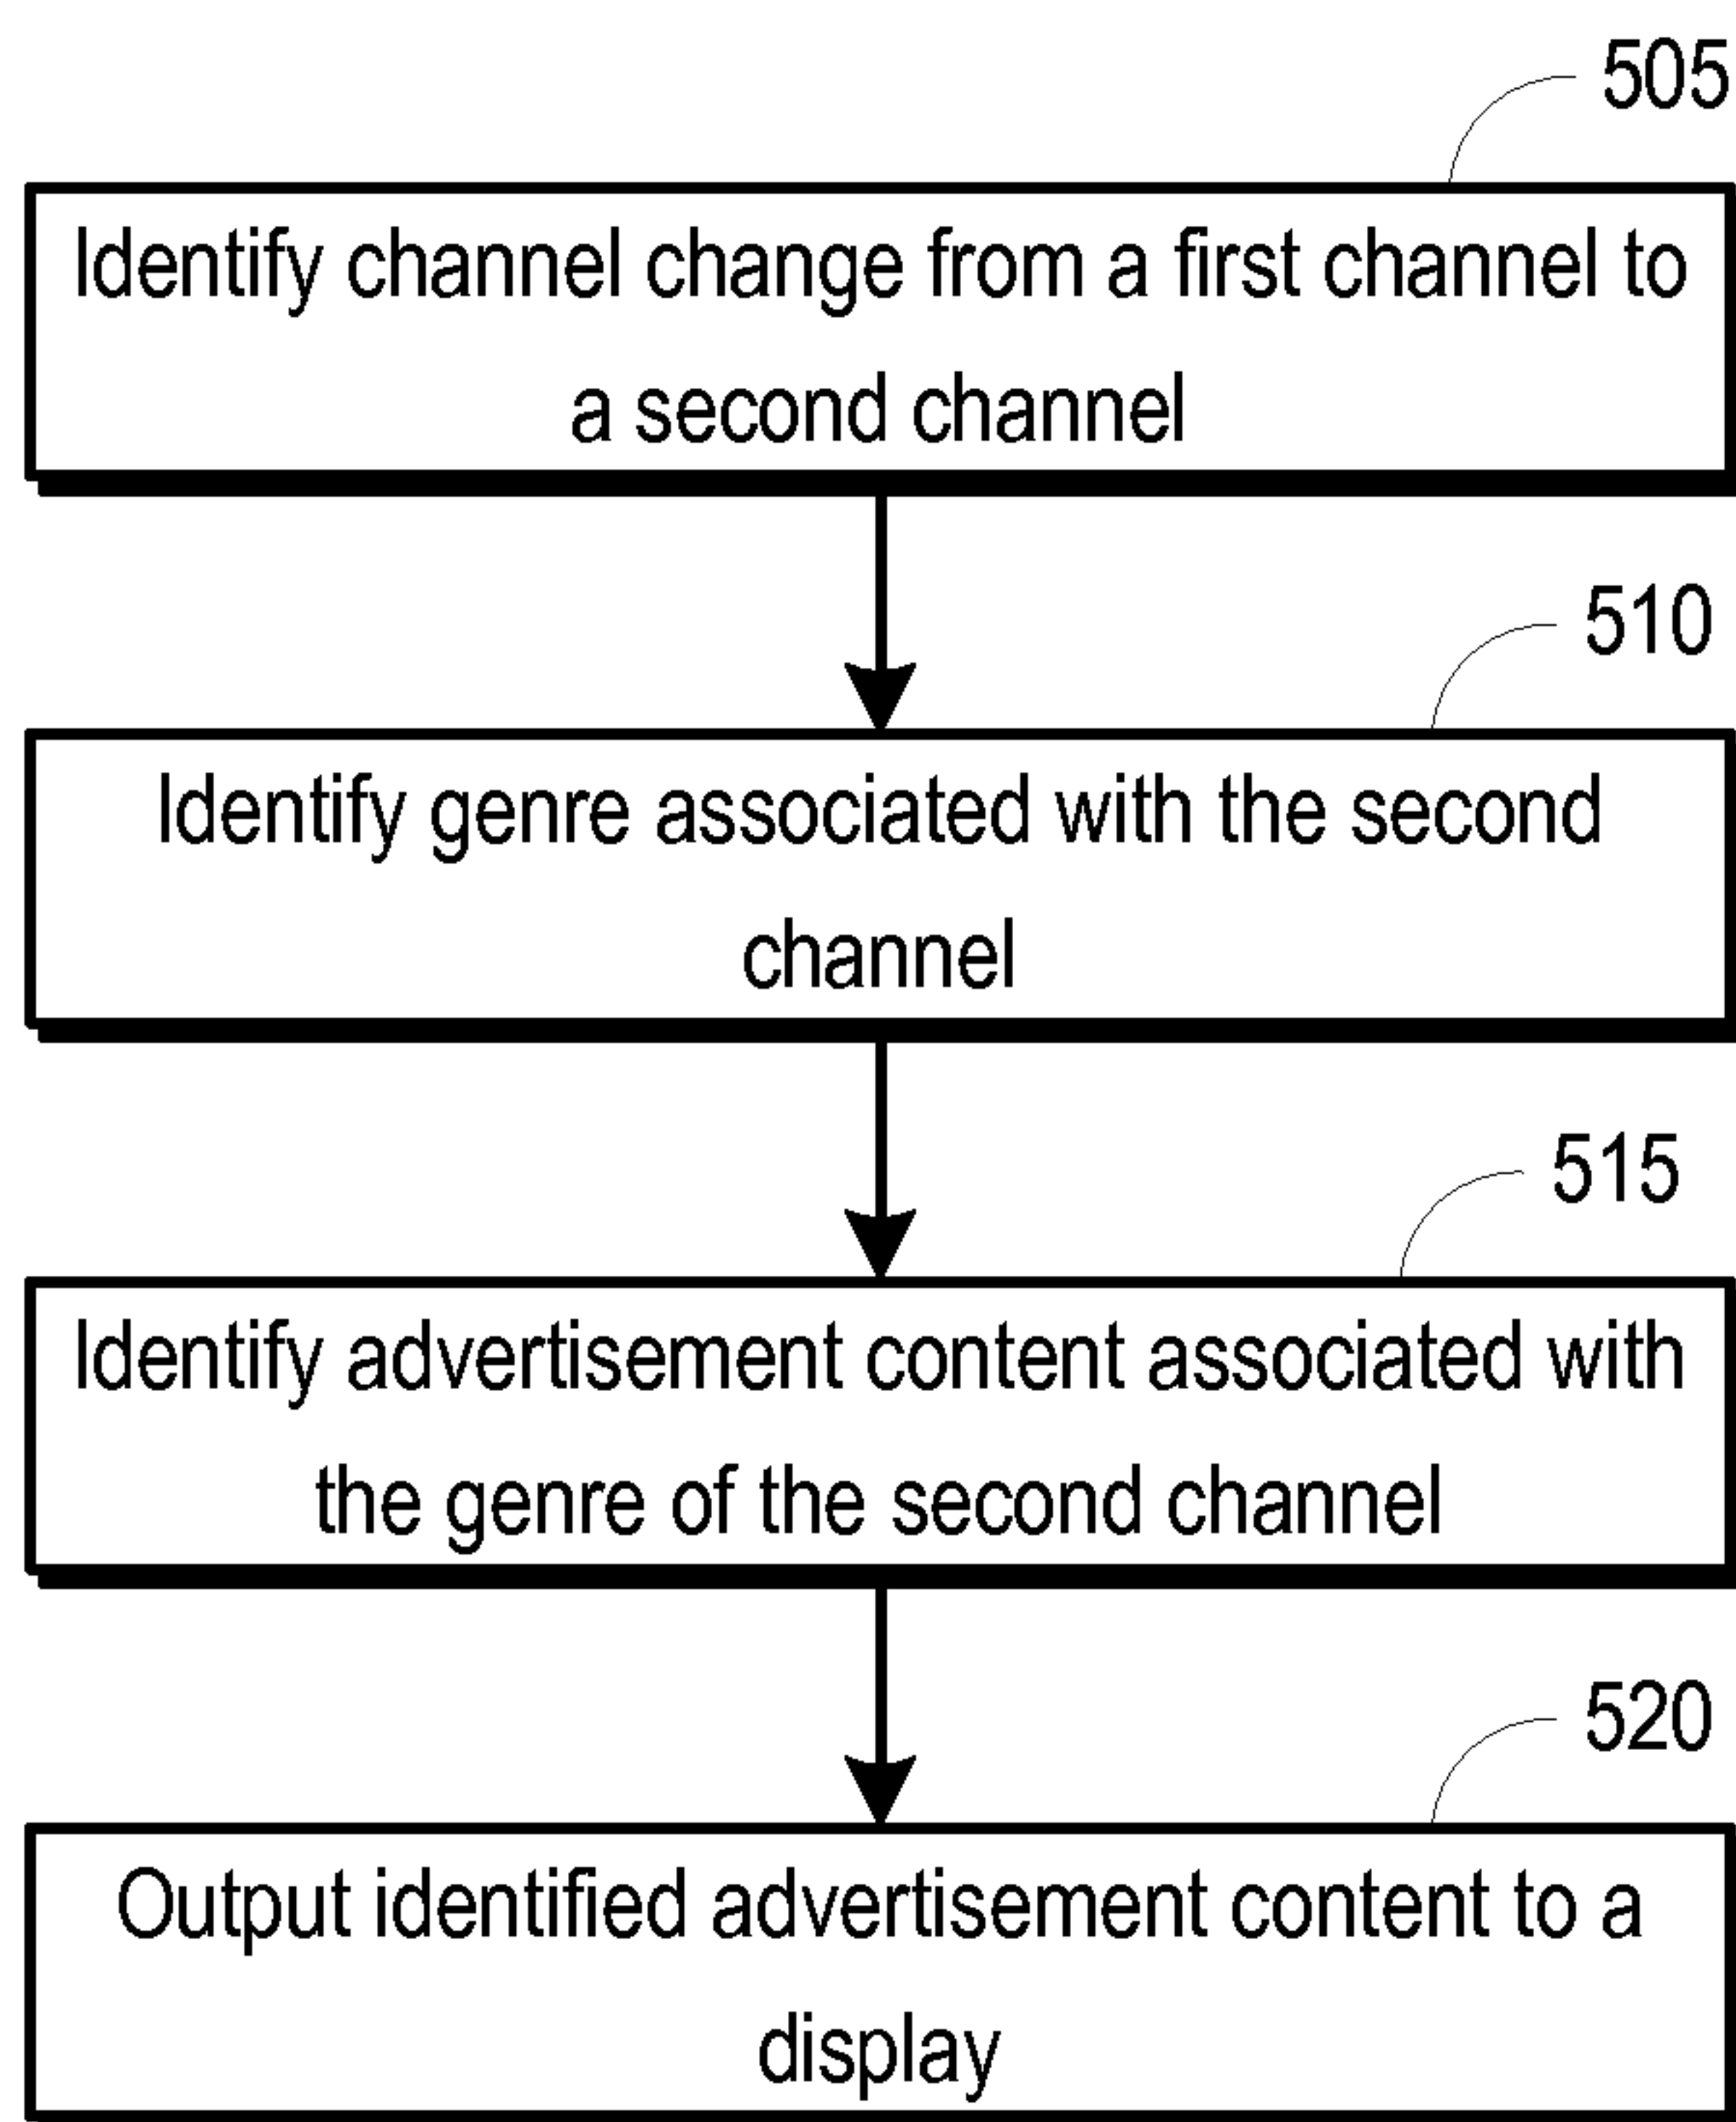 505
Identify channel change from a first channel to
a second channel
510
Identify genre associated with the second
channel
515
Identify advertisement content associated with
the genre of the second channel
520
Output identified advertisement content to a
display